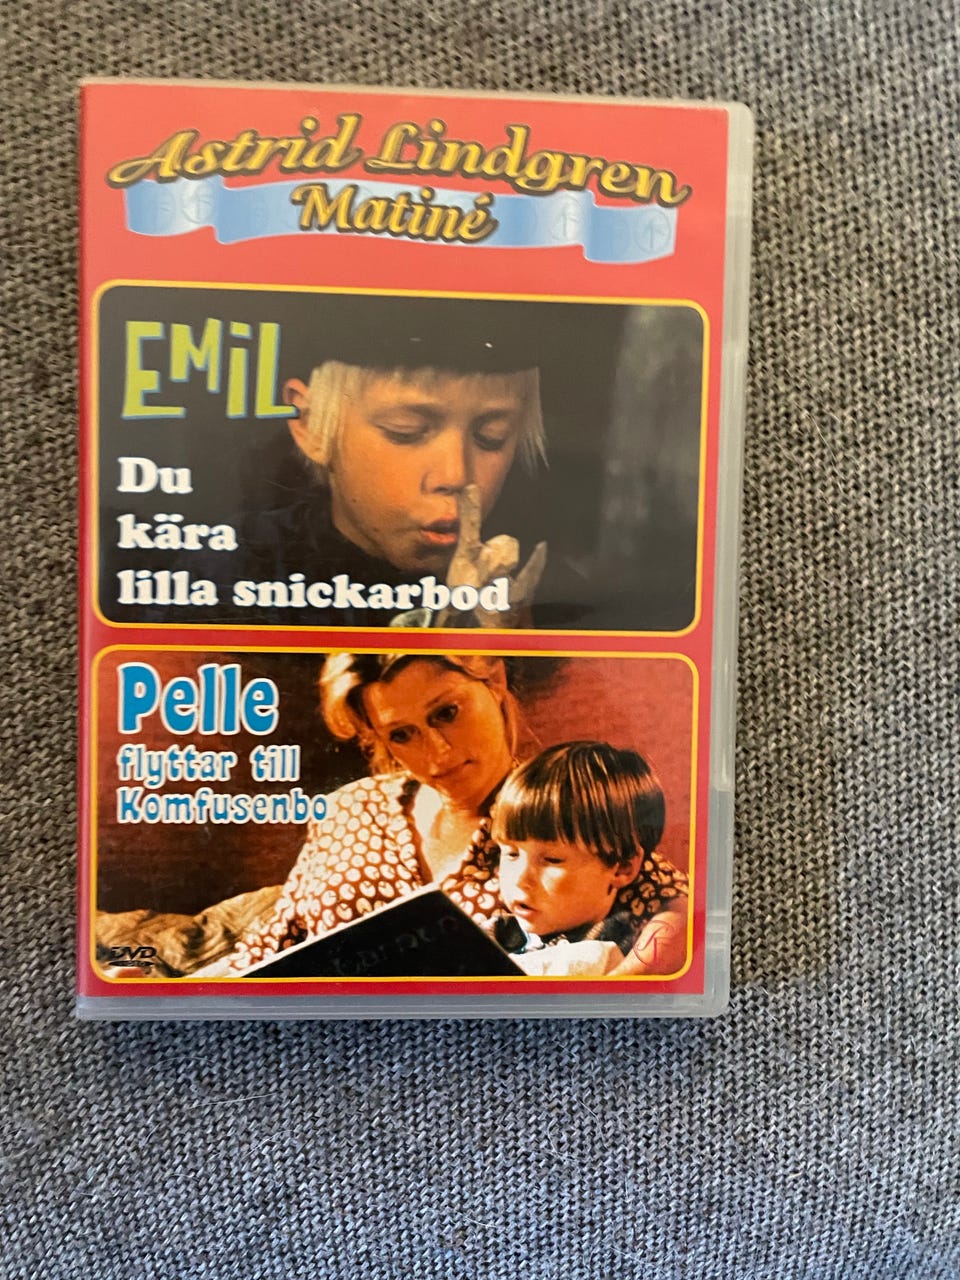 Astrid Lindgren
Matiné
EMiL
Du
kära
lilla snickarbod
Pelle
flyttar till
Komfusenbo
DVD